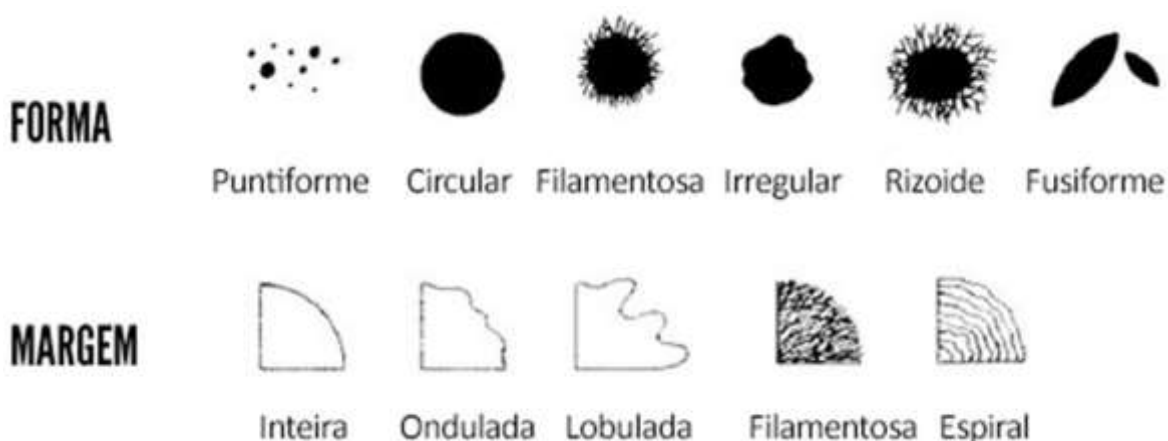 FORMA
Puntiforme Circular Filamentosa Irregular Rizoide Fusiforme
MARGEM
Inteira Ondulada Lobulada Filamentosa Espiral